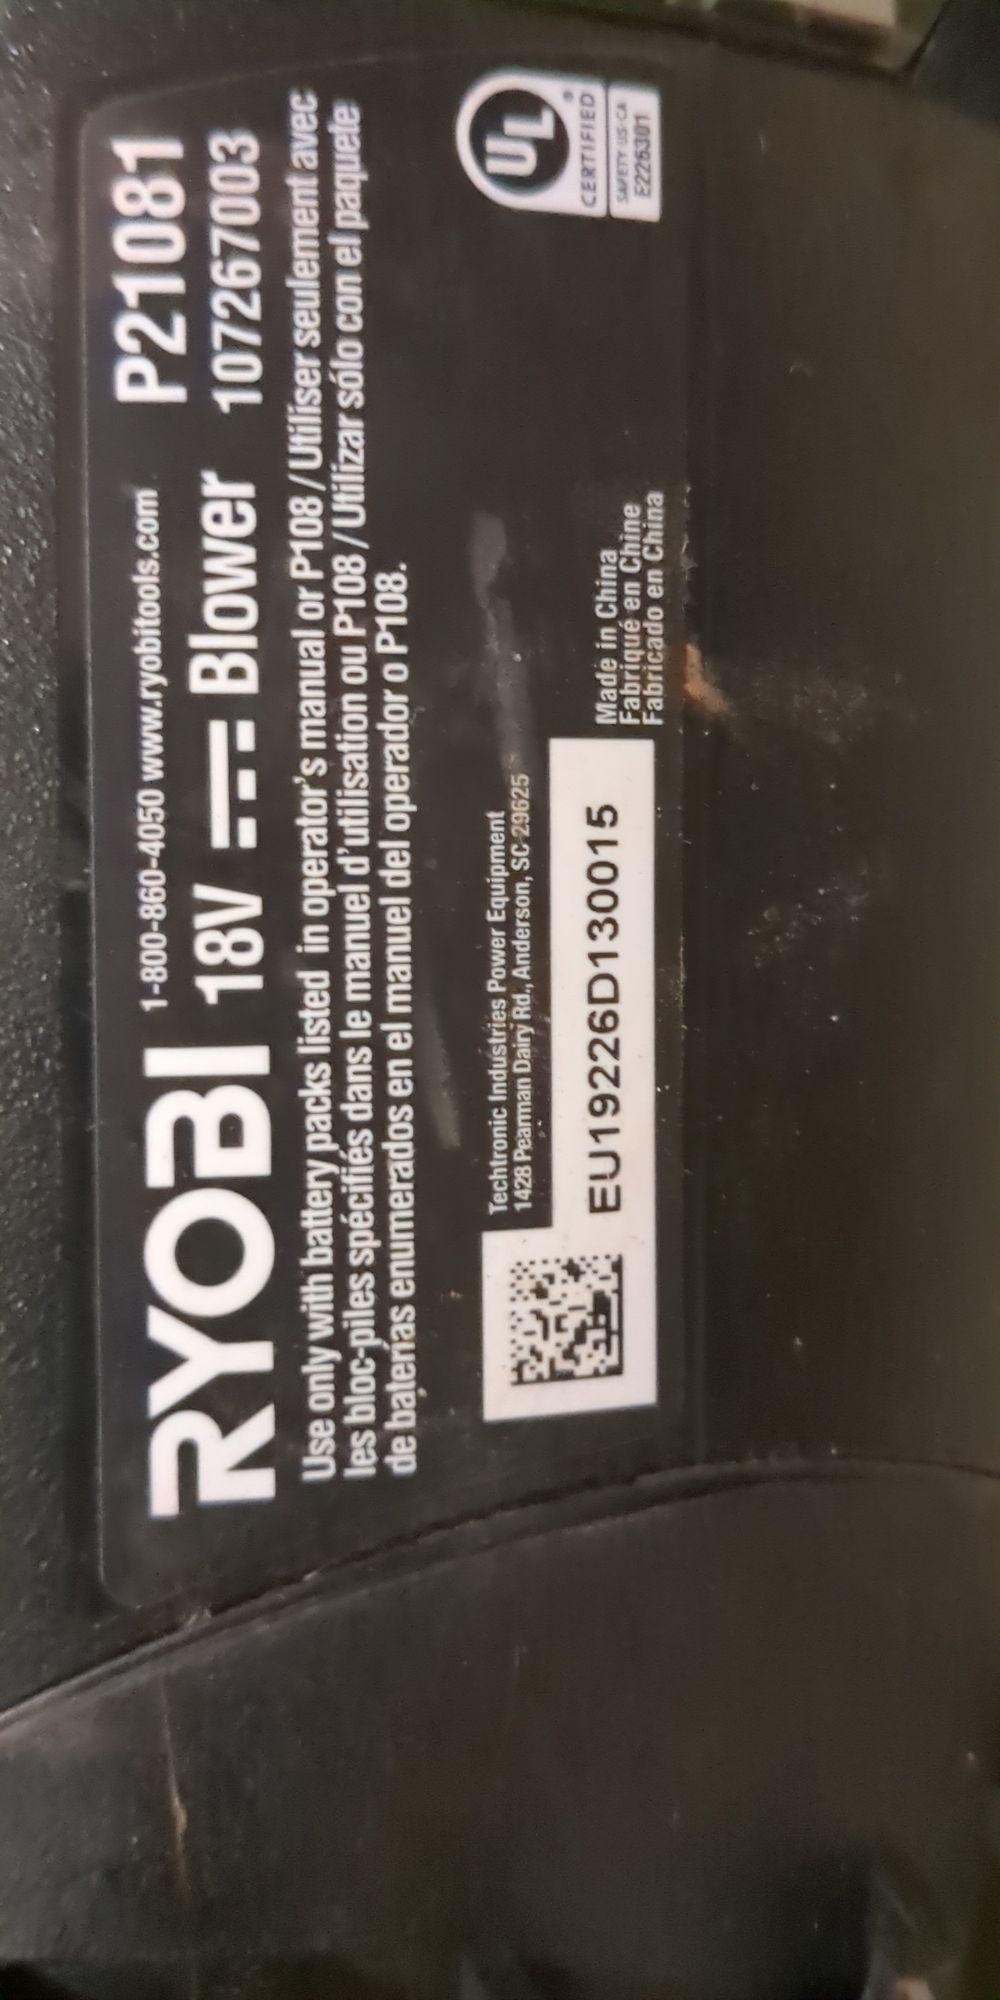 RYOBI
1-800-860-4050 www.ryobitools.com
P21081
18V Blower
107267003
Use only with battery packs listed in operator's manual or P108 / Utiliser seulement avec
les bloc-piles spécifiés dans le manuel d'utilisation ou P108 / Utilizar sólo con el paquete
de baterías enumerados en el manuel del operador o P108.
Techtronic Industries Power Equipment
1428 Pearman Dairy Rd., Anderson, SC 29625
EU19226D130015
Made in China
Fabriqué en Chine
Fabricado en China
UL
®
CERTIFIED
SAFETY US-CA
E226301